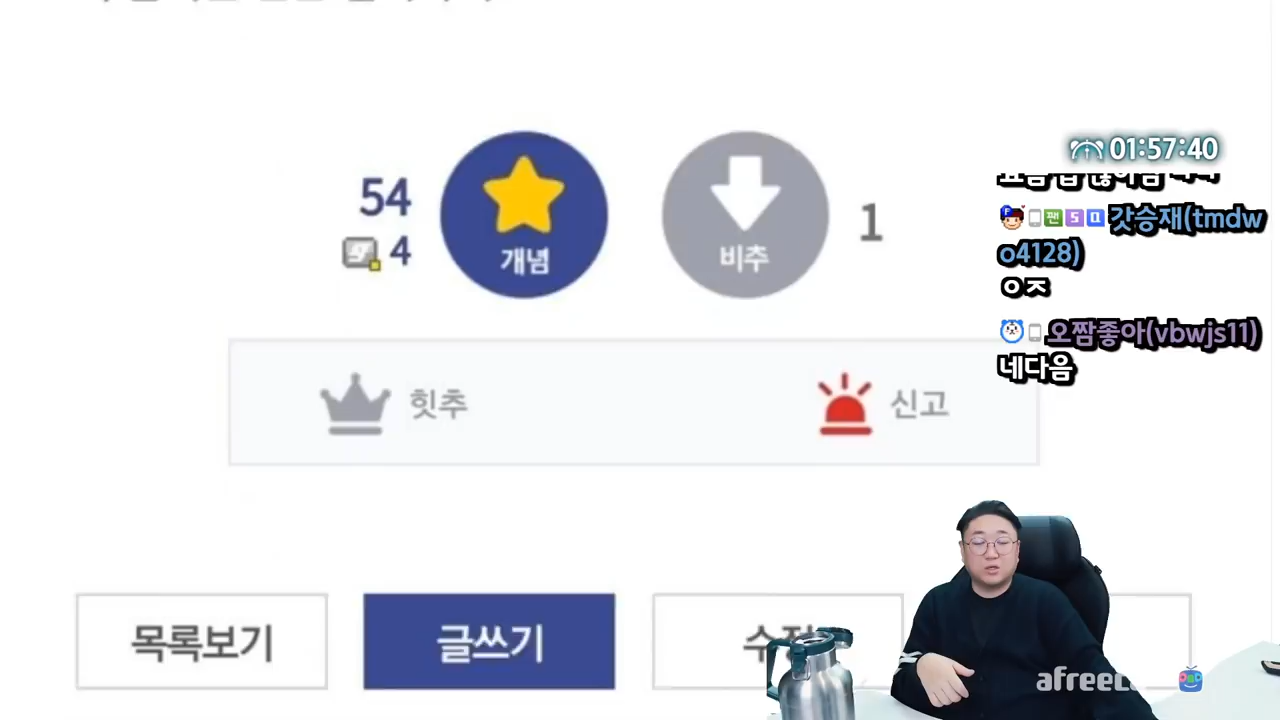 01:57:40
54
4
개념
비추
1
갓승재(tmdw
o4128)
ㅇㅈ
오짬좋아(vbwjs11)
네다음
힛추
신고
목록보기
글쓰기